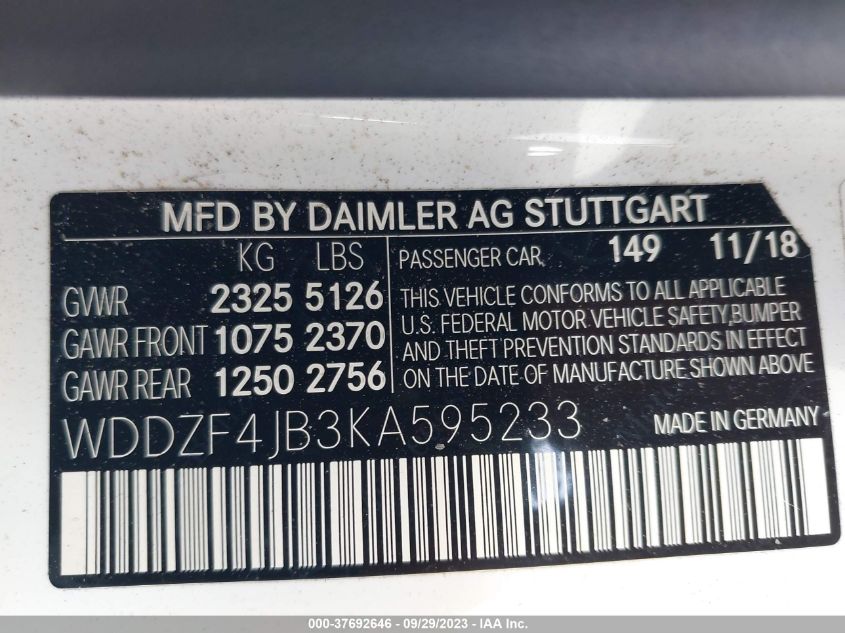 MFD BY DAIMLER AG STUTTGART
KG LBS
GVWR 2325 5126
GAWR FRONT 1075 2370
GAWR REAR 1250 2756
PASSENGER CAR 149 11/18
THIS VEHICLE CONFORMS TO ALL APPLICABLE
U.S. FEDERAL MOTOR VEHICLE SAFETY, BUMPER
AND THEFT PREVENTION STANDARDS IN EFFECT
ON THE DATE OF MANUFACTURE SHOWN ABOVE
WDDZF4JB3KA595233 MADE IN GERMANY
000-37692646 - 09/29/2023 - © IAA Inc.